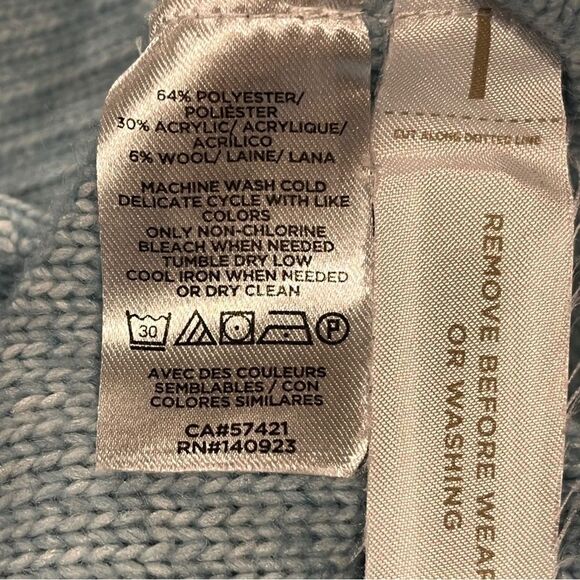 64% POLYESTER/
POLIÉSTER
30% ACRYLIC/ ACRYLIQUE/
ACRÍLICO
6% WOOL/ LAINE/ LANA
MACHINE WASH COLD
DELICATE CYCLE WITH LIKE
COLORS
ONLY NON-CHLORINE
BLEACH WHEN NEEDED
TUMBLE DRY LOW
COOL IRON WHEN NEEDED
OR DRY CLEAN
30 P
AVEC DES COULEURS
SEMBLABLES / CON
COLORES SIMILARES
CA#57421
RN#140923
CUT ALONG DOTTED LINE
REMOVE BEFORE WEAR
OR WASHING